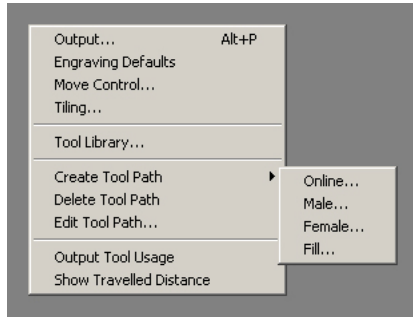 Output... Alt+P
Engraving Defaults
Move Control...
Tiling...
Tool Library...
Create Tool Path
Delete Tool Path
Edit Tool Path...
Output Tool Usage
Show Travelled Distance
Online...
Male...
Female...
Fill...